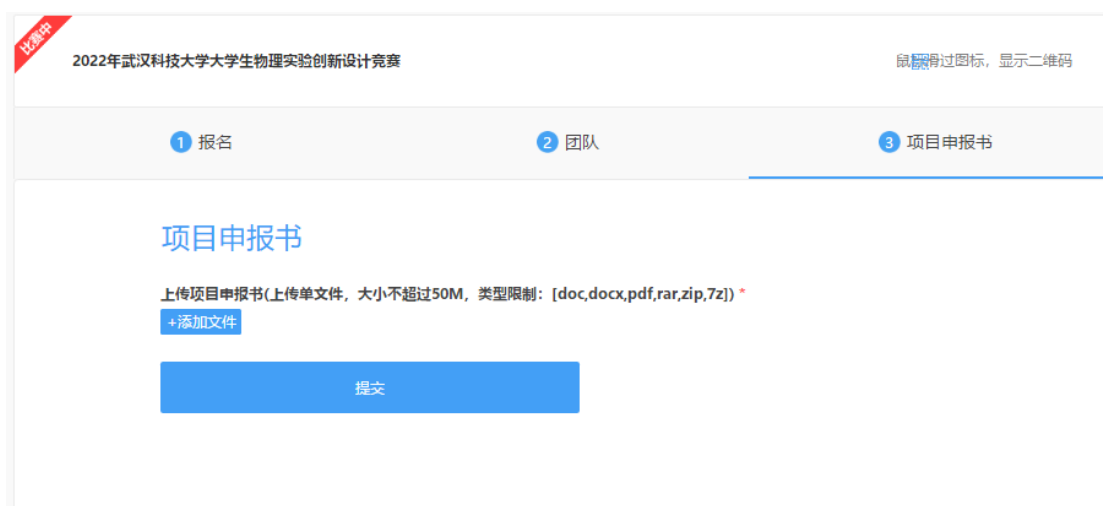 比赛中
2022年武汉科技大学大学生物理实验创新设计竞赛
鼠标滑过图标，显示二维码
1 报名
2 团队
3 项目申报书
项目申报书
上传项目申报书(上传单文件，大小不超过50M，类型限制：[doc,docx,pdf,rar,zip,7z]) *
+添加文件
提交